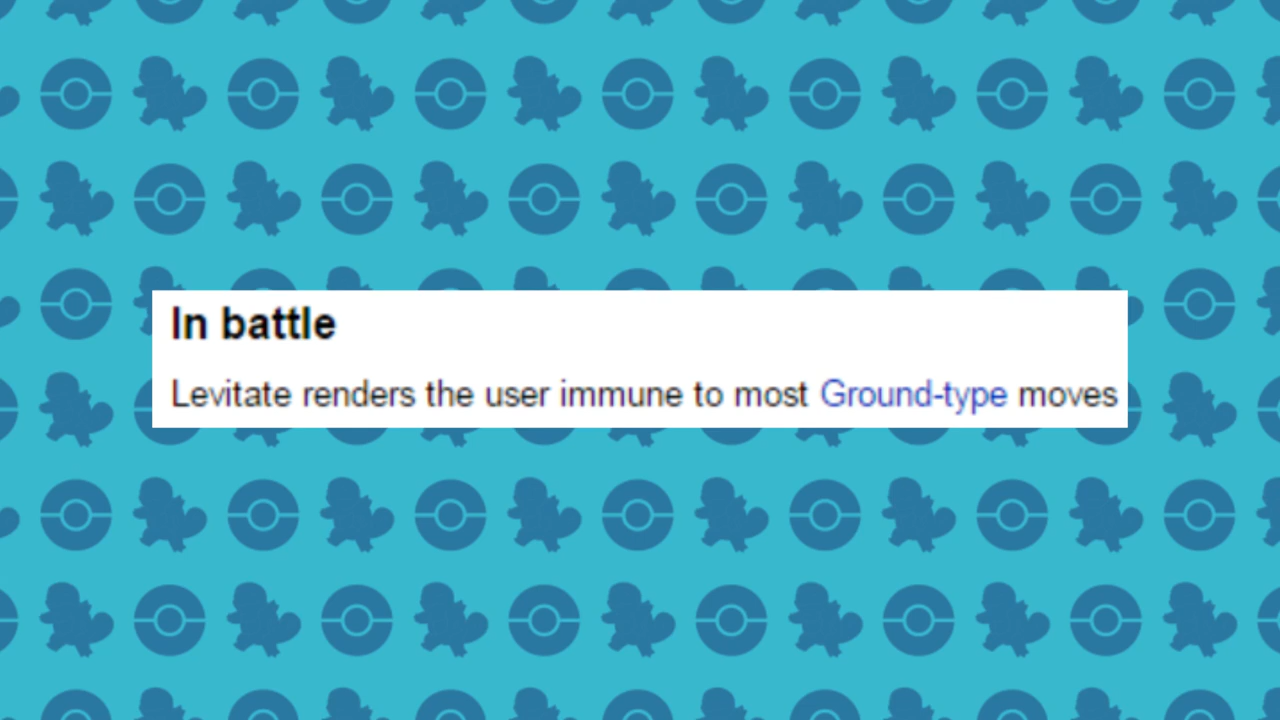 In battle
Levitate renders the user immune to most Ground-type moves